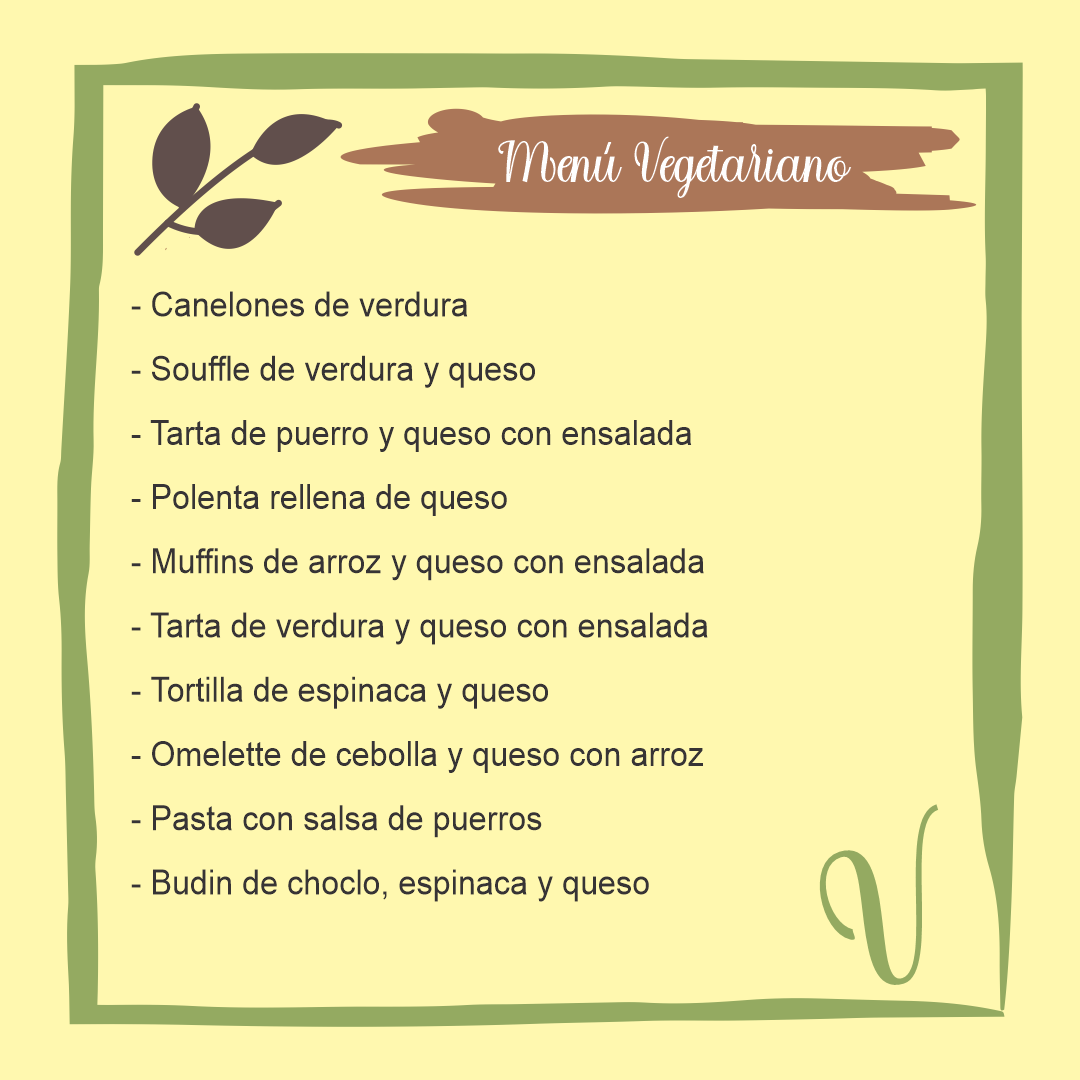 Menú Vegetariano
- Canelones de verdura
- Souffle de verdura y queso
- Tarta de puerro y queso con ensalada
- Polenta rellena de queso
- Muffins de arroz y queso con ensalada
- Tarta de verdura y queso con ensalada
- Tortilla de espinaca y queso
- Omelette de cebolla y queso con arroz
- Pasta con salsa de puerros
- Budin de choclo, espinaca y queso
V